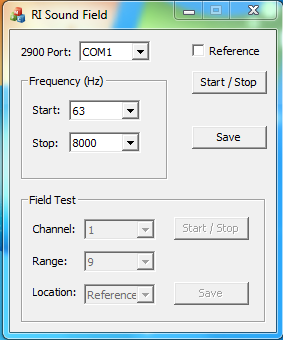 RI Sound Field
2900 Port: COM1
Reference
Frequency (Hz)
Start / Stop
Start: 63
Save
Stop: 8000
Field Test
Channel: 1
Start / Stop
Range: 9
Location: Reference
Save